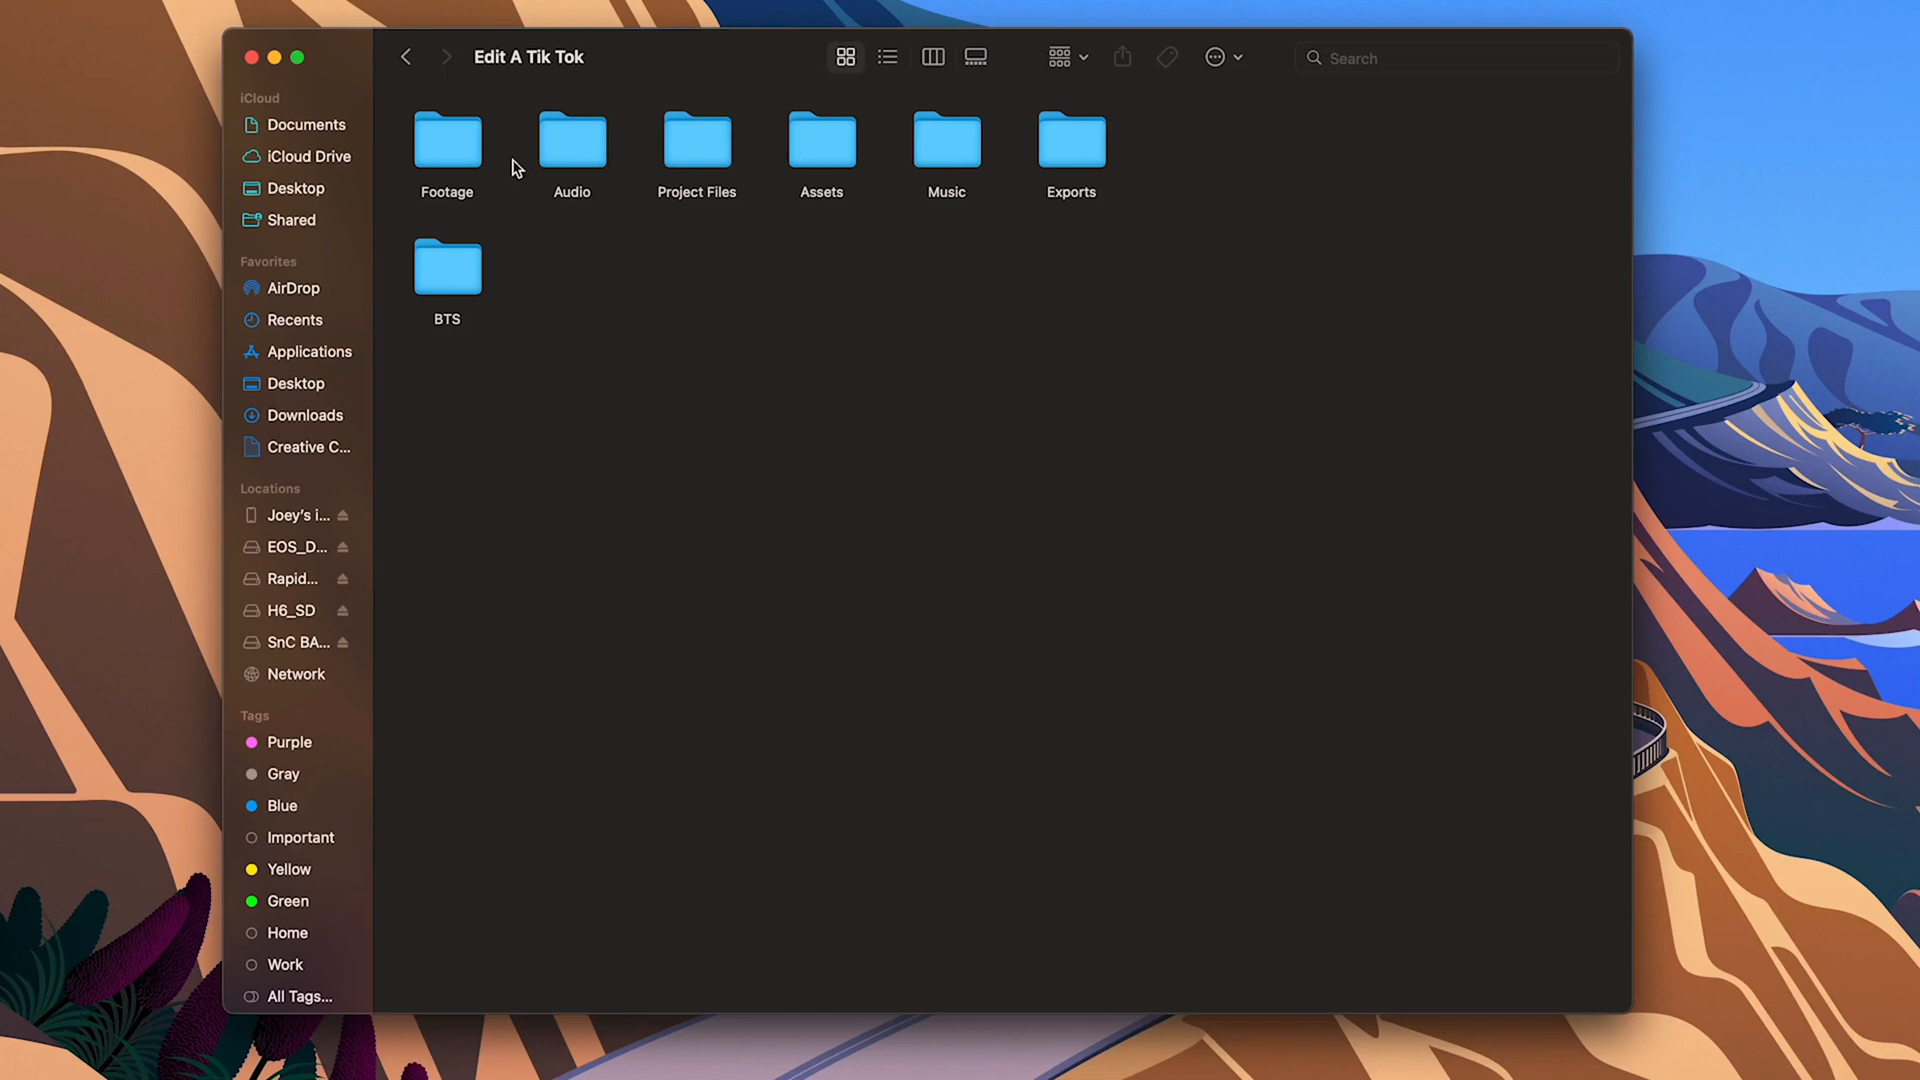 Edit A Tik Tok
Search
iCloud
Documents
iCloud Drive
Desktop
Shared
Favorites
AirDrop
Recents
Applications
Desktop
Downloads
Creative C...
Locations
Joey's i...
EOS_D...
Rapid...
H6_SD
SnC BA...
Network
Tags
Purple
Gray
Blue
Important
Yellow
Green
Home
Work
All Tags...
Footage
Audio
Project Files
Assets
Music
Exports
BTS